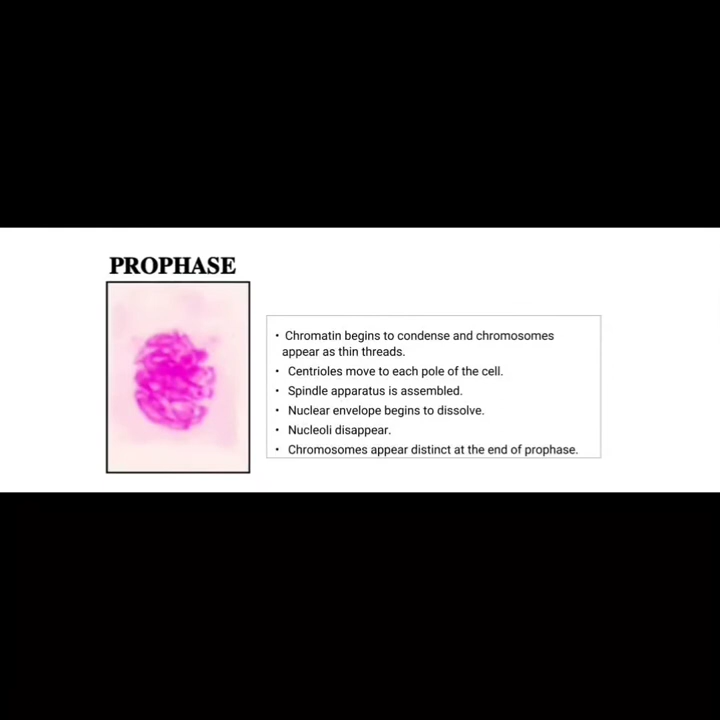 PROPHASE
• Chromatin begins to condense and chromosomes
appear as thin threads.
• Centrioles move to each pole of the cell.
• Spindle apparatus is assembled.
• Nuclear envelope begins to dissolve.
• Nucleoli disappear.
• Chromosomes appear distinct at the end of prophase.